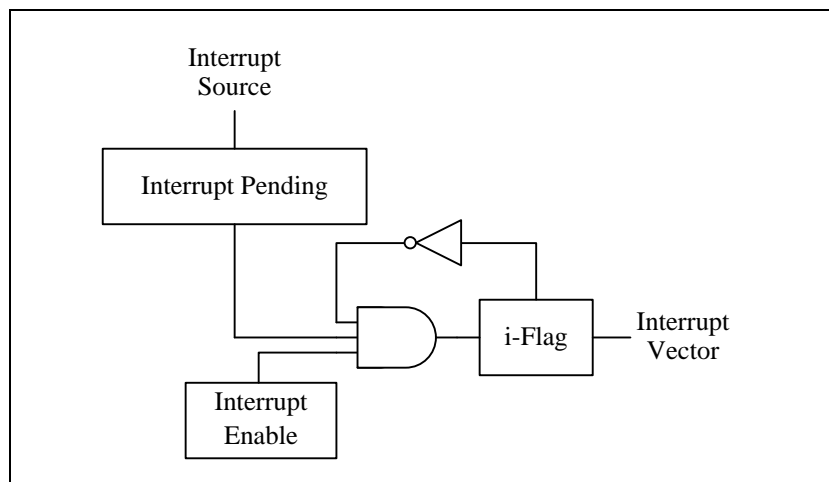 Interrupt
Source
Interrupt Pending
i-Flag
Interrupt
Vector
Interrupt
Enable